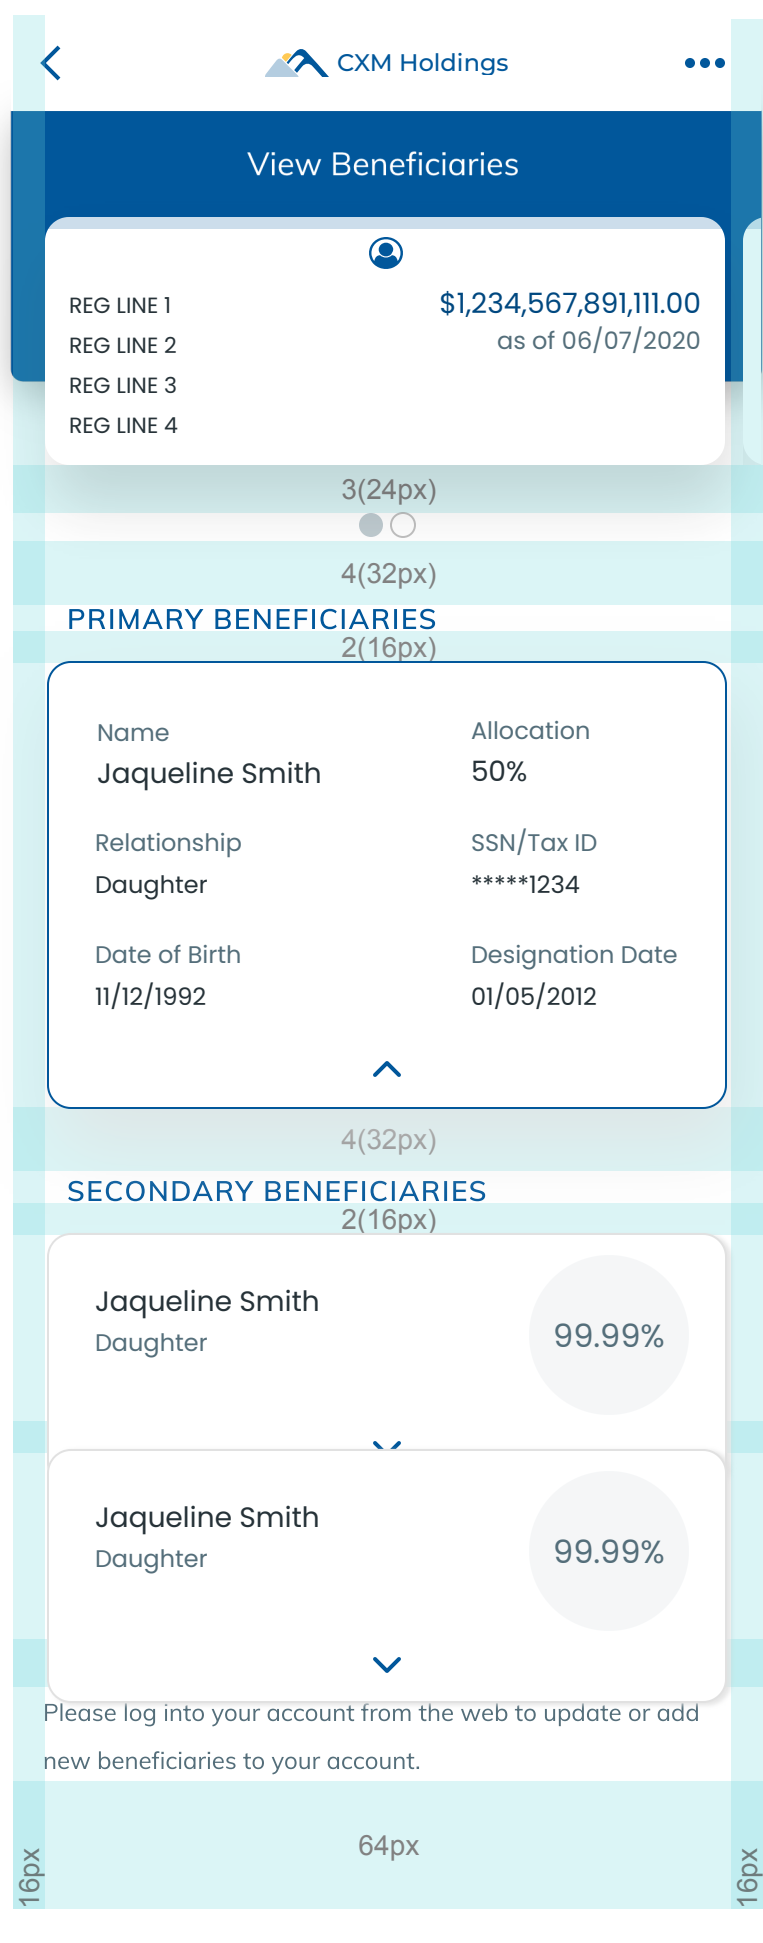 CXM Holdings
View Beneficiaries
REG LINE 1
$1,234,567,891,111.00
REG LINE 2
as of 06/07/2020
REG LINE 3
REG LINE 4
3(24px)
4(32px)
PRIMARY BENEFICIARIES
2(16px)
Name
Allocation
Jaqueline Smith
50%
Relationship
SSN/Tax ID
Daughter
*****1234
Date of Birth
Designation Date
11/12/1992
01/05/2012
4(32px)
SECONDARY BENEFICIARIES
2(16px)
Jaqueline Smith
Daughter
99.99%
Jaqueline Smith
Daughter
99.99%
Please log into your account from the web to update or add
new beneficiaries to your account.
64px
16px
16px